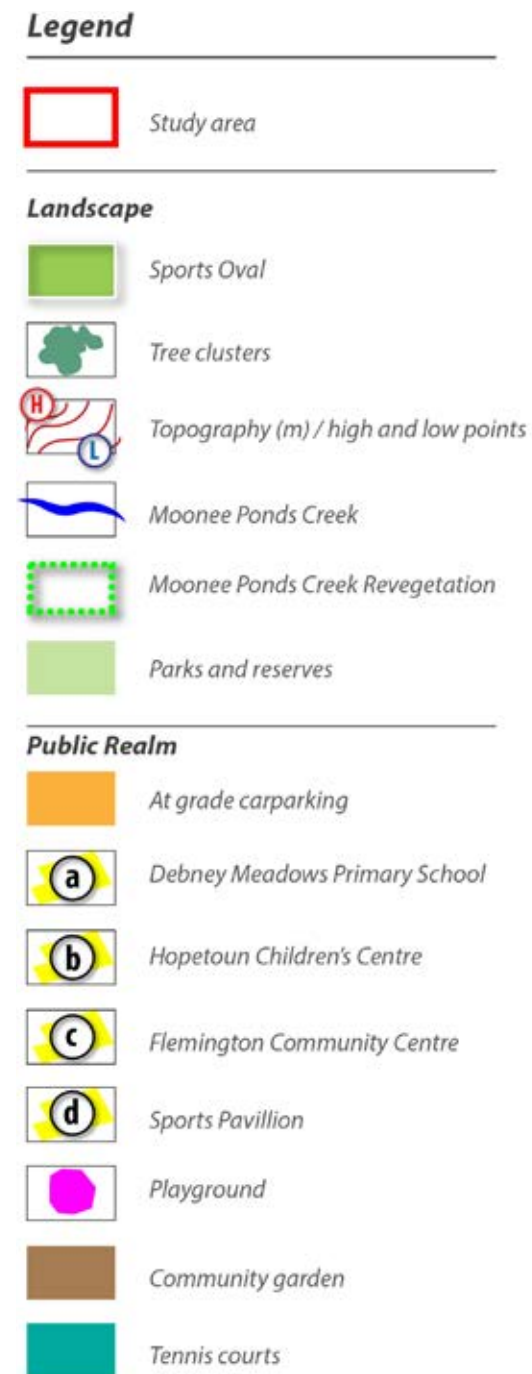 Legend
Study area
Landscape
Sports Oval
Tree clusters
H
L
Topography (m) / high and low points
Moonee Ponds Creek
Moonee Ponds Creek Revegetation
Parks and reserves
Public Realm
At grade carparking
a Debney Meadows Primary School
b Hopetoun Children's Centre
c Flemington Community Centre
d Sports Pavillion
Playground
Community garden
Tennis courts